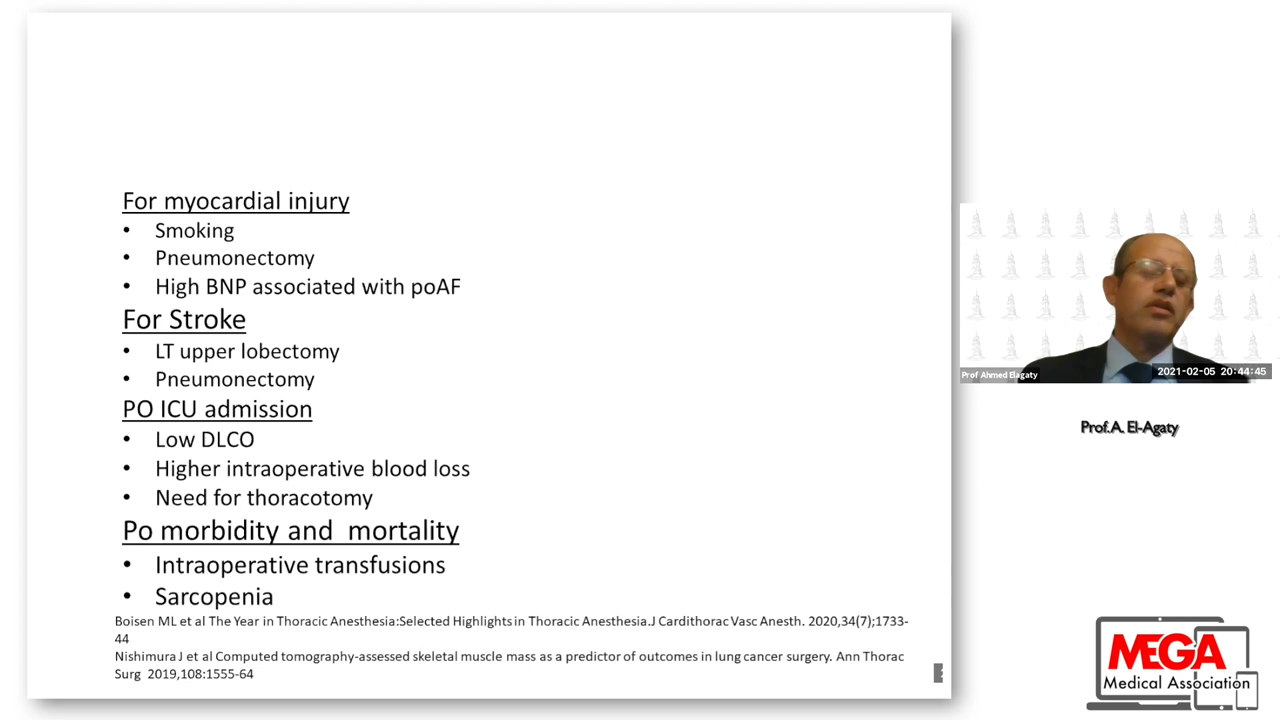 For myocardial injury
• Smoking
• Pneumonectomy
• High BNP associated with poAF
For Stroke
• LT upper lobectomy
• Pneumonectomy
PO ICU admission
• Low DLCO
• Higher intraoperative blood loss
• Need for thoracotomy
Po morbidity and mortality
• Intraoperative transfusions
• Sarcopenia
Boisen ML et al The Year in Thoracic Anesthesia:Selected Highlights in Thoracic Anesthesia.J Cardithorac Vasc Anesth. 2020,34(7);1733-
44
Nishimura J et al Computed tomography-assessed skeletal muscle mass as a predictor of outcomes in lung cancer surgery. Ann Thorac
Surg 2019,108:1555-64
Prof Ahmed Elagaty
2021-02-05 20:44:45
Prof.A. El-Agaty
MEGA
Medical Association